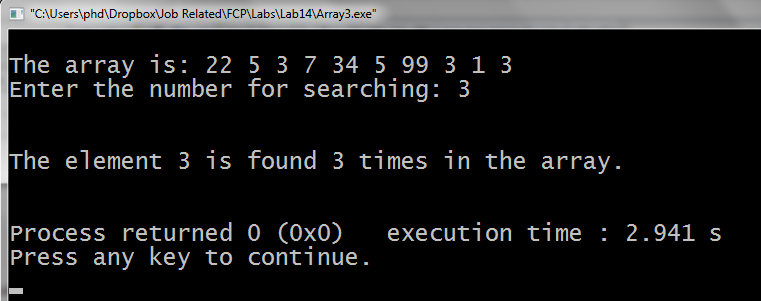 "C:\Users\phd\Dropbox\Job Related\FCP\Labs\Lab14\Array3.exe"
The array is: 22 5 3 7 34 5 99 3 1 3
Enter the number for searching: 3
The element 3 is found 3 times in the array.
Process returned 0 (0x0)   execution time : 2.941 s
Press any key to continue.